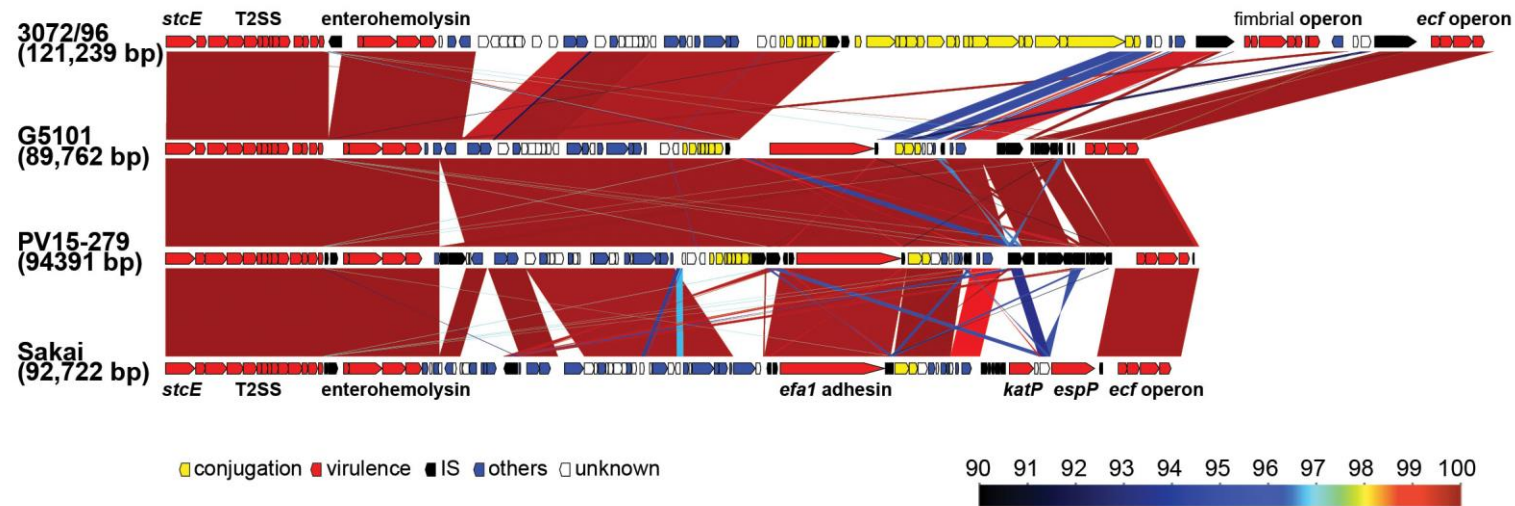 stcE T2SS enterohemolysin fimbrial operon ecf operon
3072/96
(121,239 bp)
G5101
(89,762 bp)
PV15-279
(94391 bp)
Sakai
(92,722 bp)
stcE T2SS enterohemolysin efa1 adhesin katP espP ecf operon
conjugation virulence IS others unknown
90 91 92 93 94 95 96 97 98 99 100